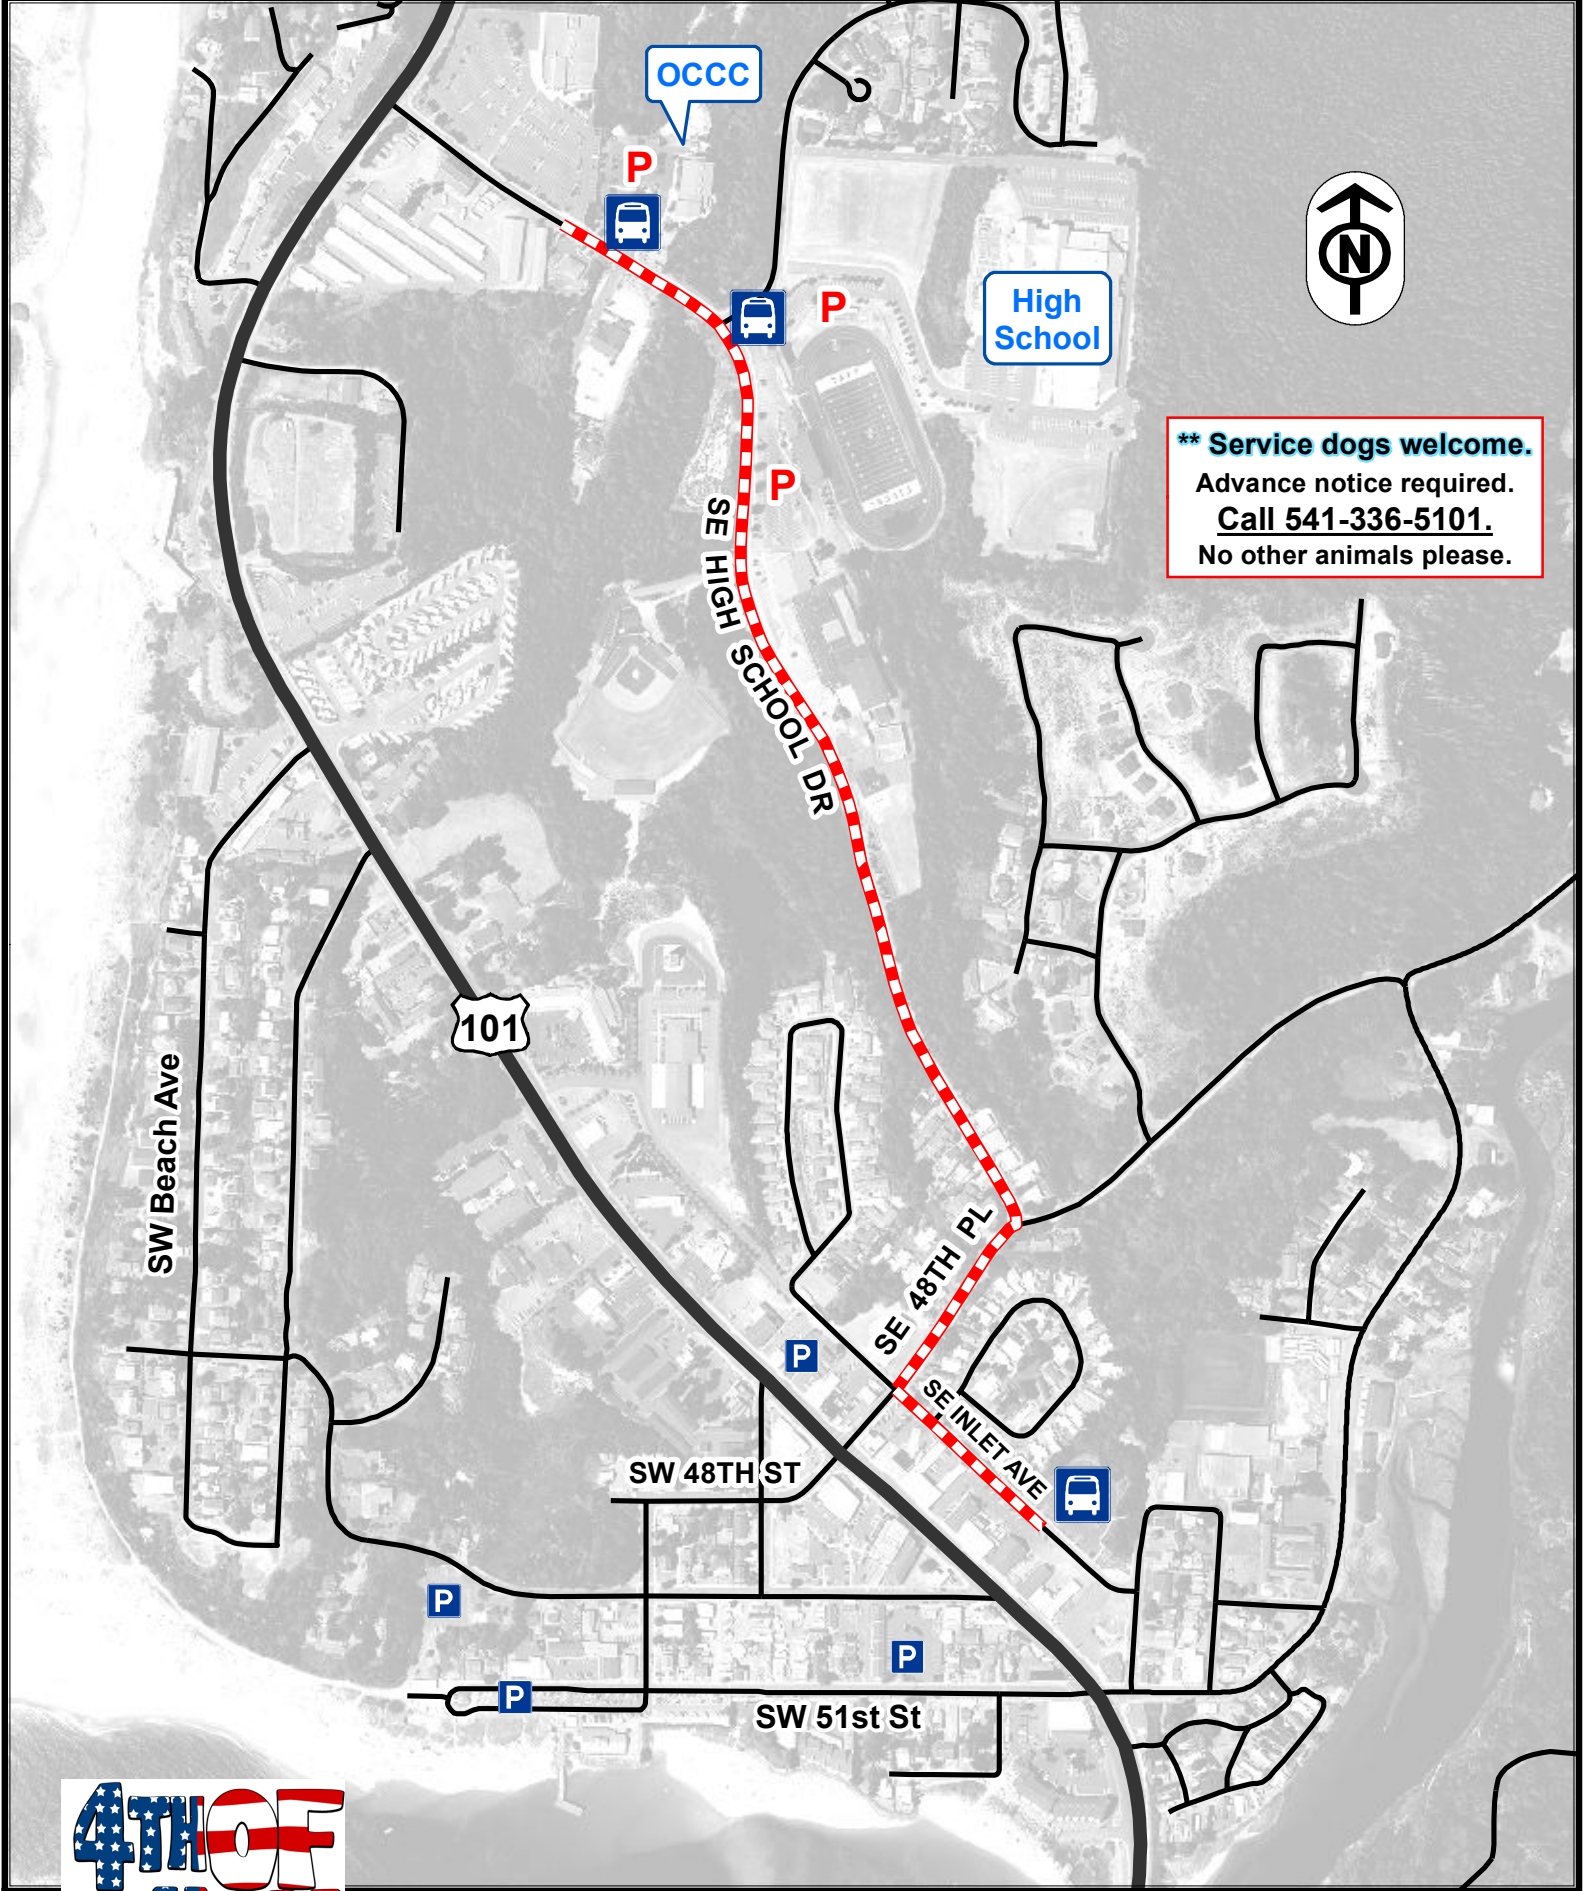 OCCC
P
P
High
School
N
** Service dogs welcome.
Advance notice required.
Call 541-336-5101.
No other animals please.
P
SE HIGH SCHOOL DR
101
SW Beach Ave
SE 48TH PL
P
SE INLET AVE
SW 48TH ST
P
P
P
SW 51st St
4TH OF